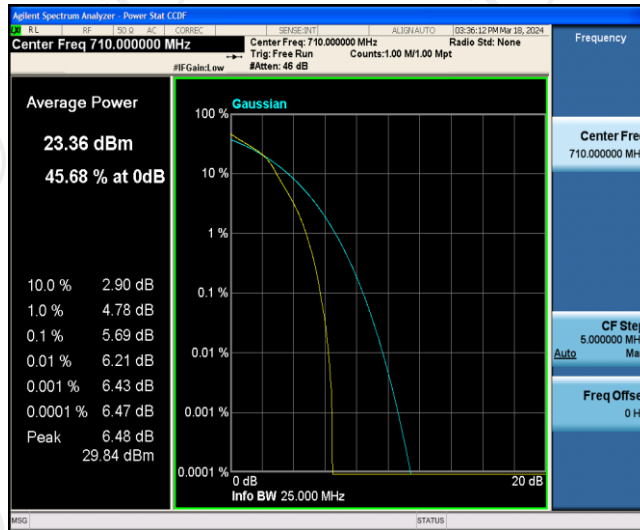 Agilent Spectrum Analyzer - Power Stat CCDF
RL RF 50 Ω AC CORREC SENSE:INT ALIGNAUTO 03:36:12 PM Mar 18, 2024
Center Freq 710.000000 MHz
Center Freq: 710.000000 MHz Radio Std: None
Trig: Free Run Counts:1.00 M/1.00 Mpt
#IFGain:Low #Atten: 46 dB
Average Power
23.36 dBm
45.68 % at 0dB
10.0 % 2.90 dB
1.0 % 4.78 dB
0.1 % 5.69 dB
0.01 % 6.21 dB
0.001 % 6.43 dB
0.0001 % 6.47 dB
Peak 6.48 dB
29.84 dBm
Gaussian
100 %
10 %
1 %
0.1 %
0.01 %
0.001 %
0.0001 %
0 dB 20 dB
Info BW 25.000 MHz
Frequency
Center Fre
710.000000 MH
CF Step
5.000000 MH
Auto Ma
Freq Offse
0 H
MSG STATUS